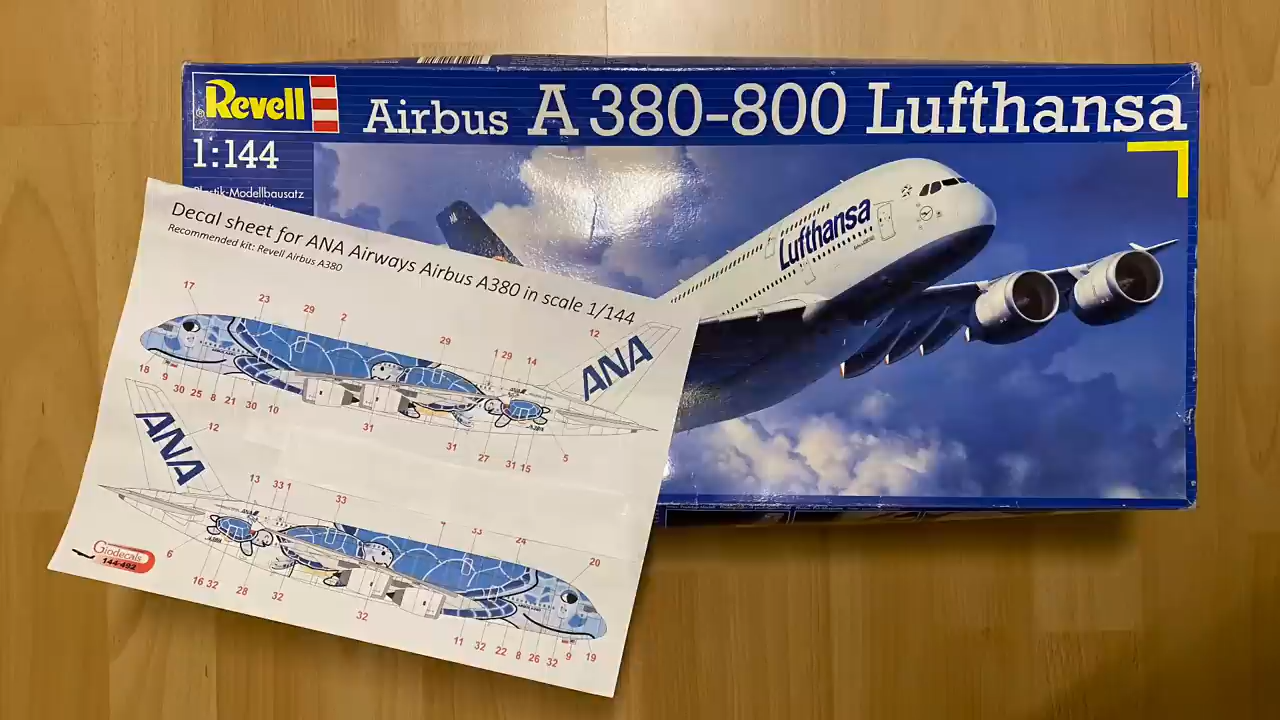 Revell
Airbus A380-800 Lufthansa
1:144
Plastik-Modellbausatz
Lufthansa
Decal sheet for ANA Airways Airbus A380 in scale 1/144
Recommended kit: Revell Airbus A380
17
23
29
2
29
1 29 14
12
ANA
18 9 30 25 8 21 30 10
31
31
27
31 15
5
ANA
12
13
33 1
33
33
24
20
6
16 32
28
32
32
11 32 22 8 26 32 9 19
Giodecals
144-492